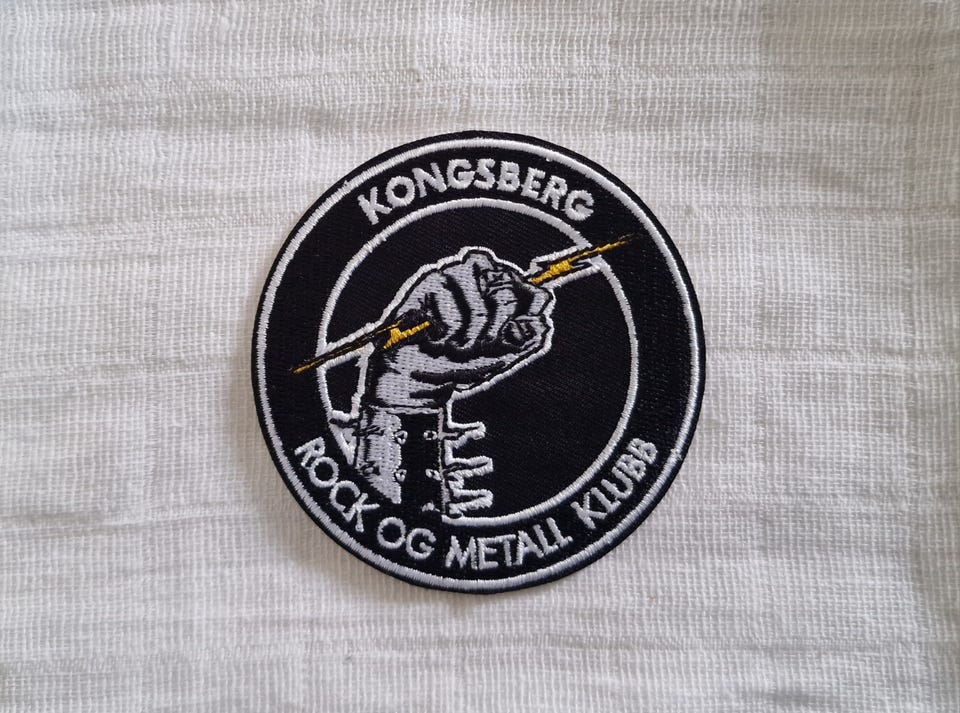 KONGSBERG
ROCK OG METALL KLUBB